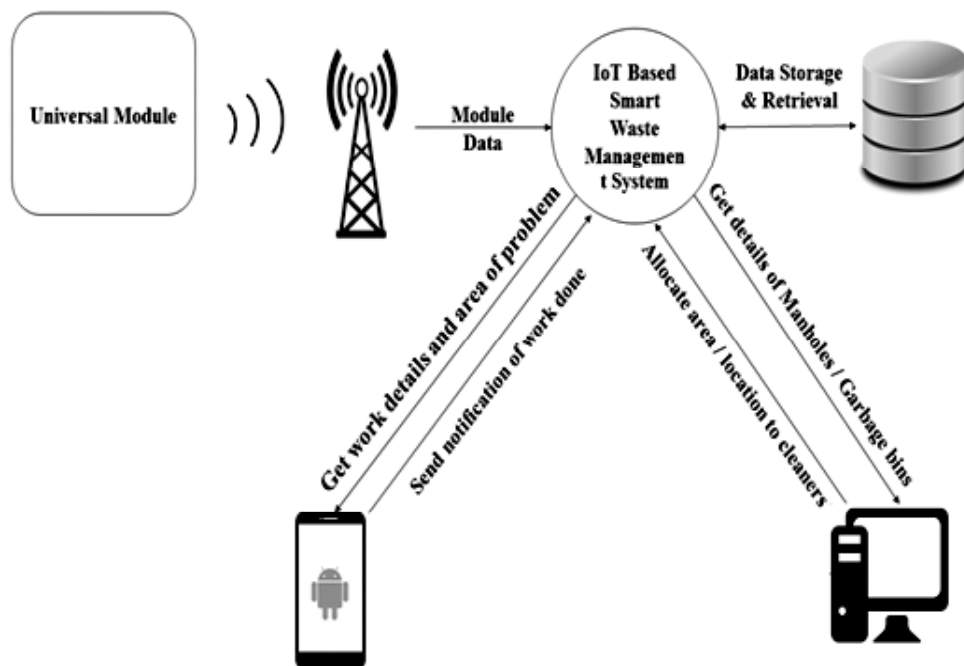 Universal Module
Module
Data
IoT Based
Smart
Waste
Managemen
t System
Data Storage
& Retrieval
Get work details and area of problem
Send notification of work done
Allocate area / location to cleaners
Get details of Manholes / Garbage bins